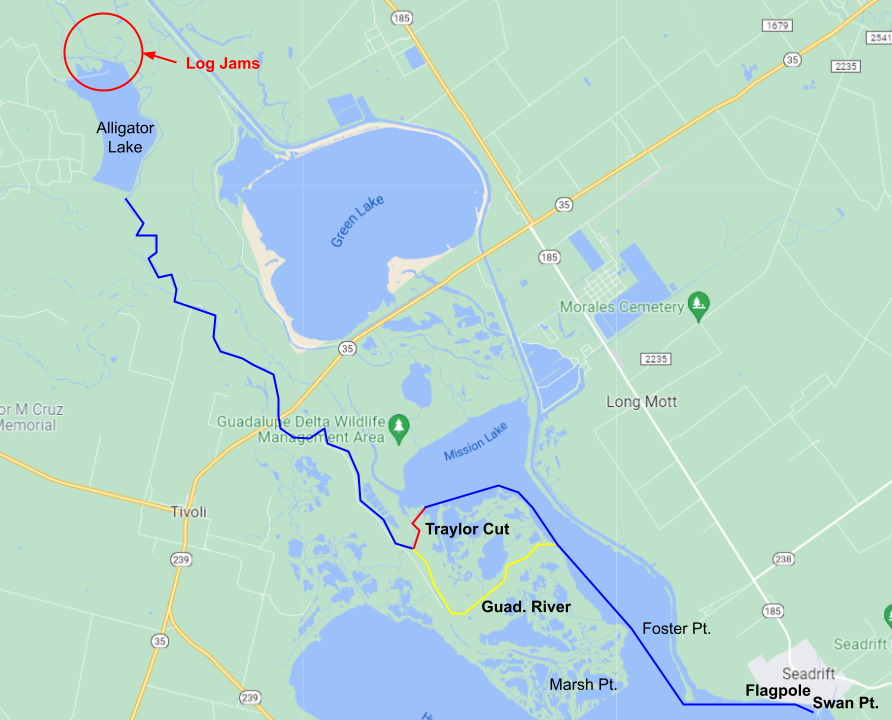 185
1679
2541
35
2235
Log Jams
Alligator
Lake
Green Lake
35
185
Morales Cemetery
35
2235
or M Cruz
Memorial
Long Mott
Guadalupe Delta Wildlife
Management Area
Mission Lake
Tivoli
Traylor Cut
239
238
Guad. River
185
35
Foster Pt.
Seadrift
Seadrift
Marsh Pt.
239
Flagpole
Swan Pt.